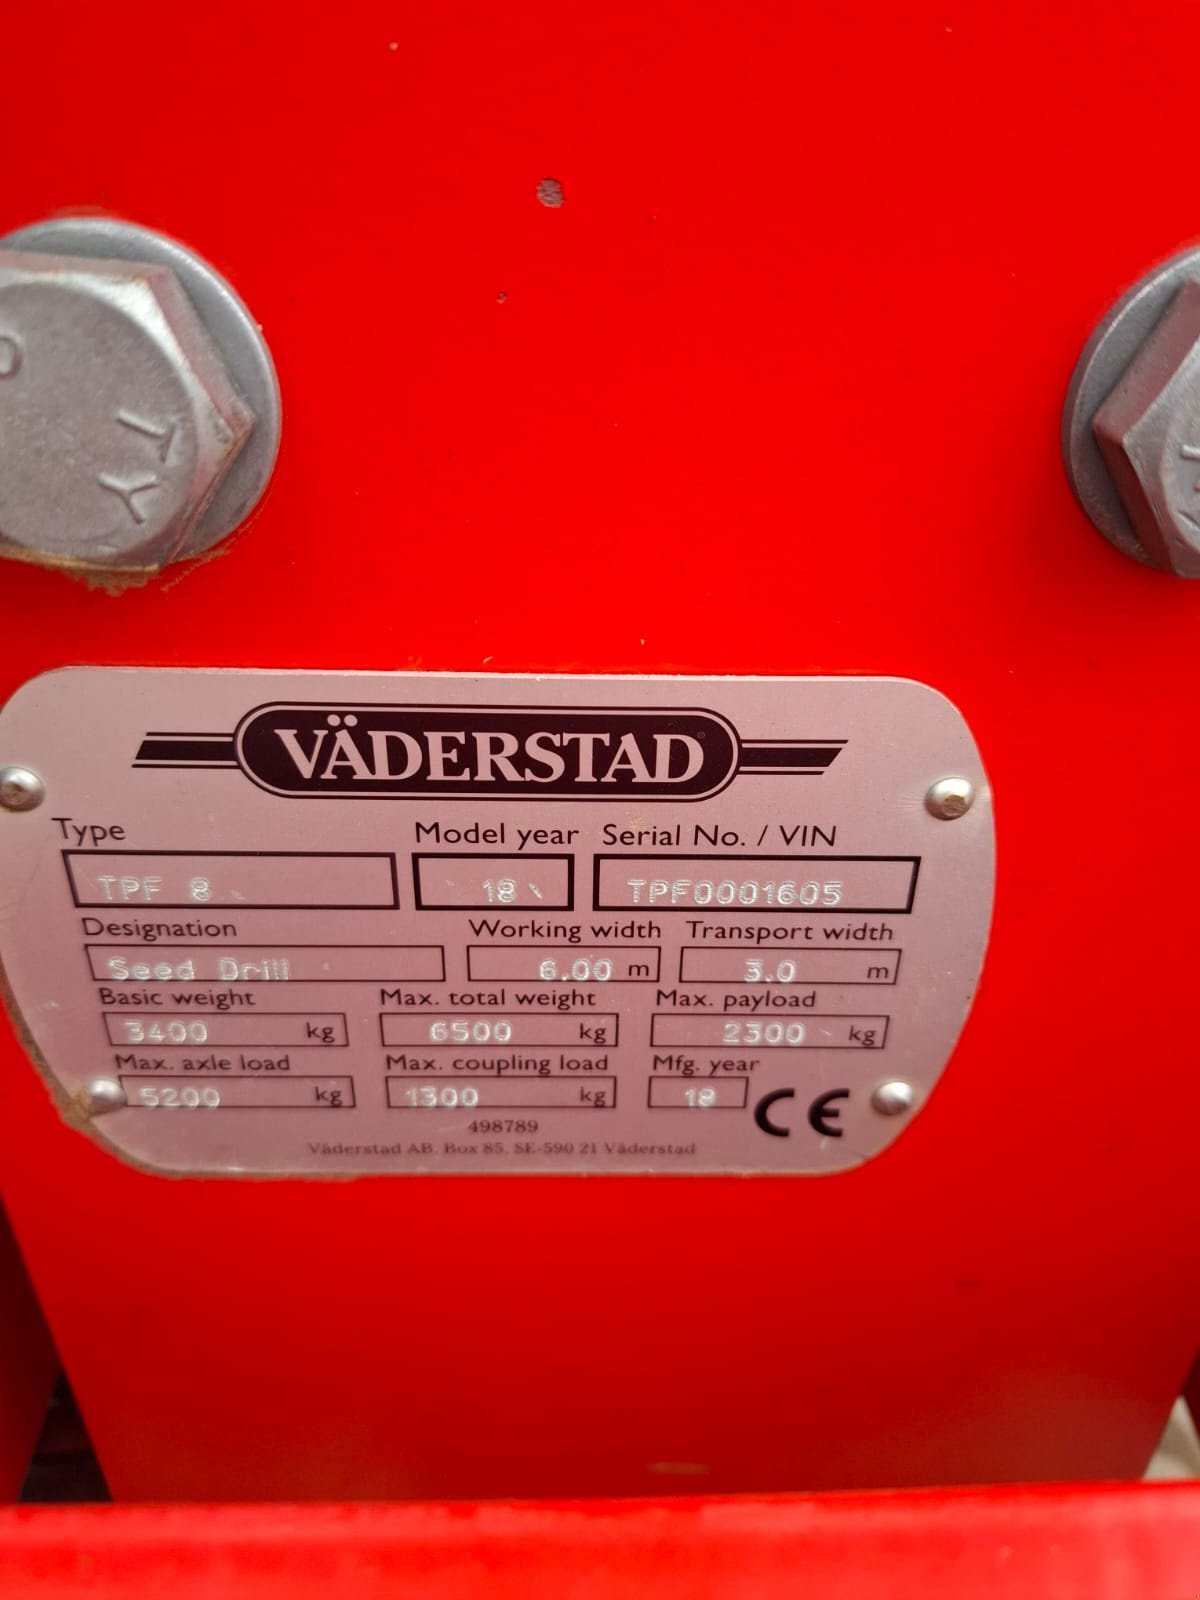 TY
VÄDERSTAD
Type Model year Serial No. / VIN
TPF 8 18 TPF0001605
Designation Working width Transport width
Seed Drill 6.00 m 3.0 m
Basic weight Max. total weight Max. payload
3400 kg 6500 kg 2300 kg
Max. axle load Max. coupling load Mfg. year
5200 kg 1300 kg 18 CE
498789
Väderstad AB, Box 85, SE-590 21 Väderstad